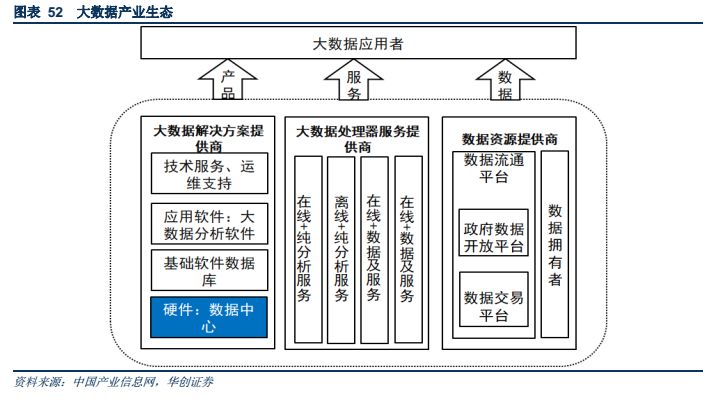 图表 52 大数据产业生态
大数据应用者
产
品
服
务
数
据
大数据解决方案提
供商
技术服务、运
维支持
应用软件：大
数据分析软件
基础软件数据
库
硬件：数据中
心
大数据处理器服务提
供商
在线+纯分析服务
离线+纯分析服务
在线+数据及服务
在线+数据及服务
数据资源提供商
数据流通
平台
政府数据
开放平台
数据交易
平台
数据拥有者
资料来源：中国产业信息网，华创证券